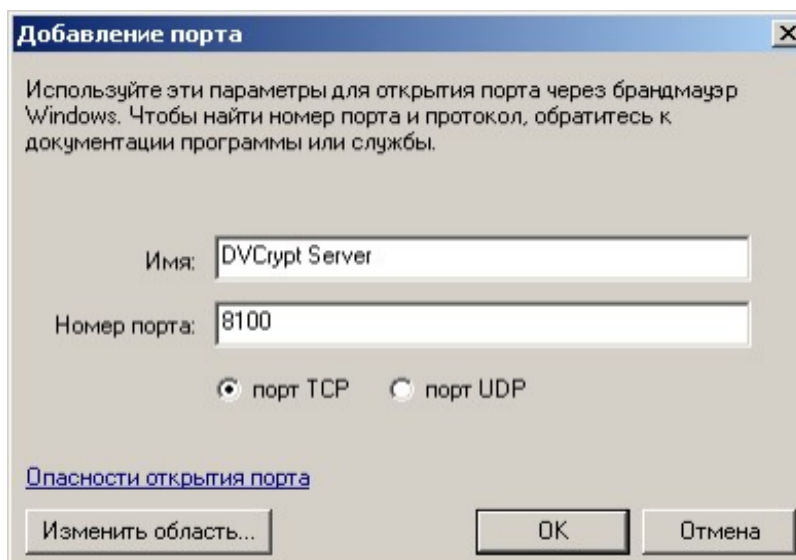 Добавление порта
Используйте эти параметры для открытия порта через брандмауэр
Windows. Чтобы найти номер порта и протокол, обратитесь к
документации программы или службы.
Имя: DVCrypt Server
Номер порта: 8100
порт TCP порт UDP
Опасности открытия порта
Изменить область... OK Отмена